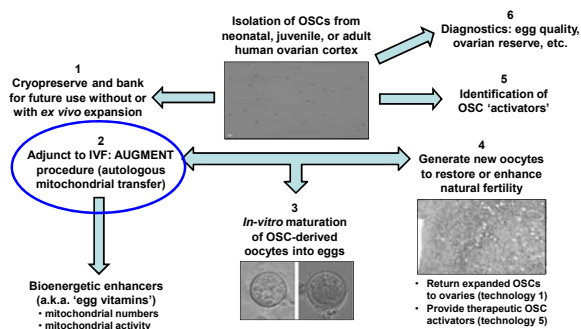 Isolation of OSCs from
neonatal, juvenile, or adult
human ovarian cortex
6
Diagnostics: egg quality,
ovarian reserve, etc.
1
Cryopreserve and bank
for future use without or
with ex vivo expansion
5
Identification of
OSC ‘activators’
2
Adjunct to IVF: AUGMENT
procedure (autologous
mitochondrial transfer)
4
Generate new oocytes
to restore or enhance
natural fertility
3
In-vitro maturation
of OSC-derived
oocytes into eggs
Bioenergetic enhancers
(a.k.a. ‘egg vitamins’)
• mitochondrial numbers
• mitochondrial activity
• Return expanded OSCs
to ovaries (technology 1)
• Provide therapeutic OSC
activators (technology 5)